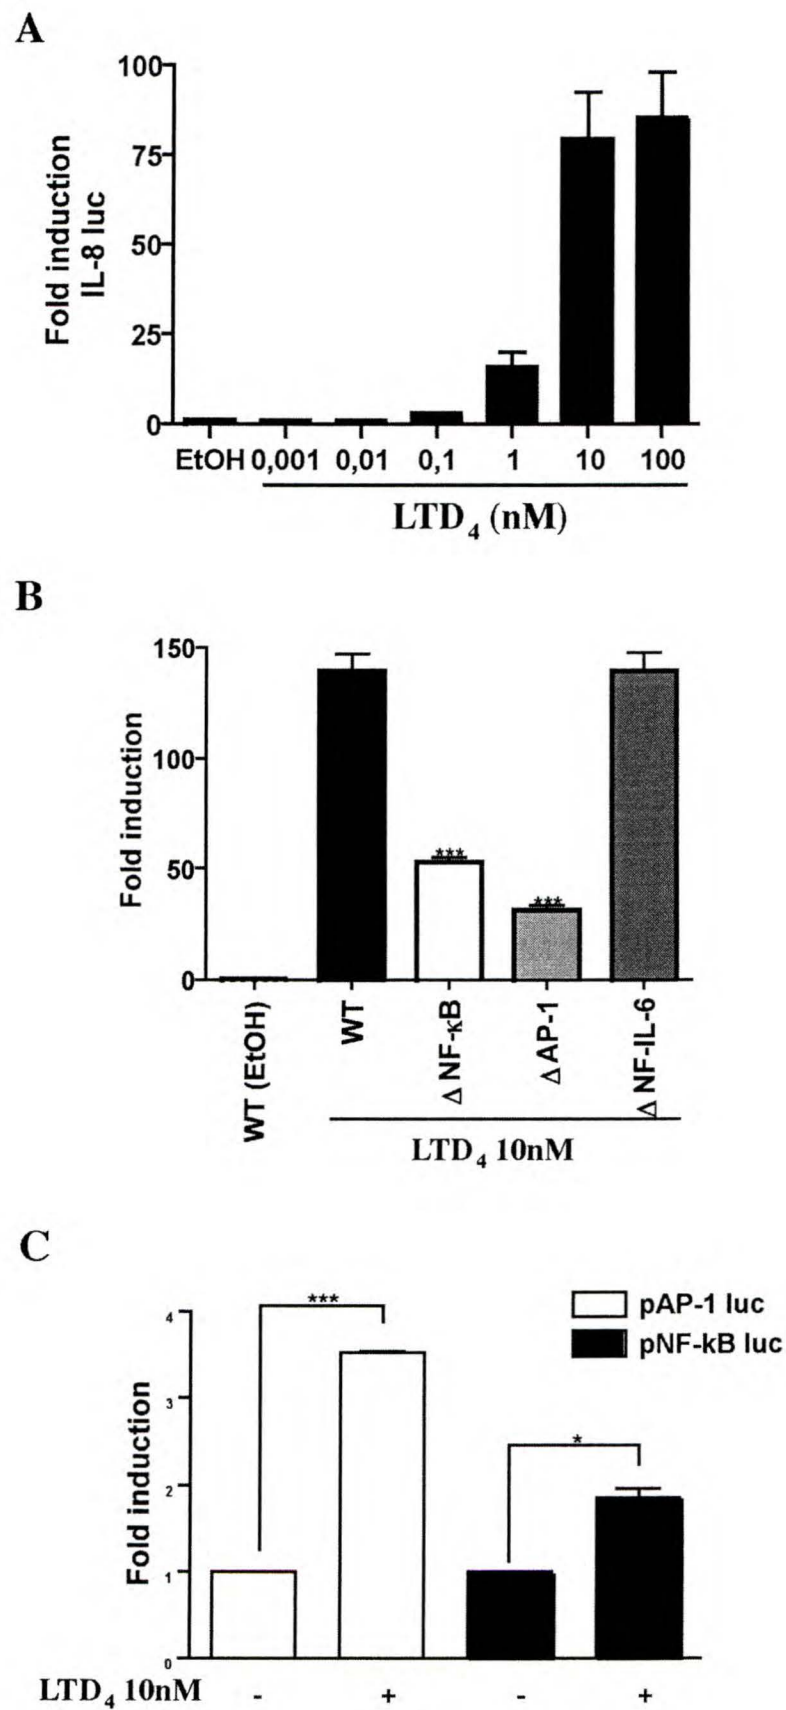 A
Fold induction
IL-8 luc
100
75
50
25
0
EtOH 0,001 0,01 0,1 1 10 100
LTD4 (nM)
B
Fold induction
150
100
50
0
***
***
WT (EtOH)
WT
Δ NF-κB
Δ AP-1
Δ NF-IL-6
LTD4 10nM
C
Fold induction
4
3
2
1
0
***
*
pAP-1 luc
pNF-kB luc
LTD4 10nM - + - +